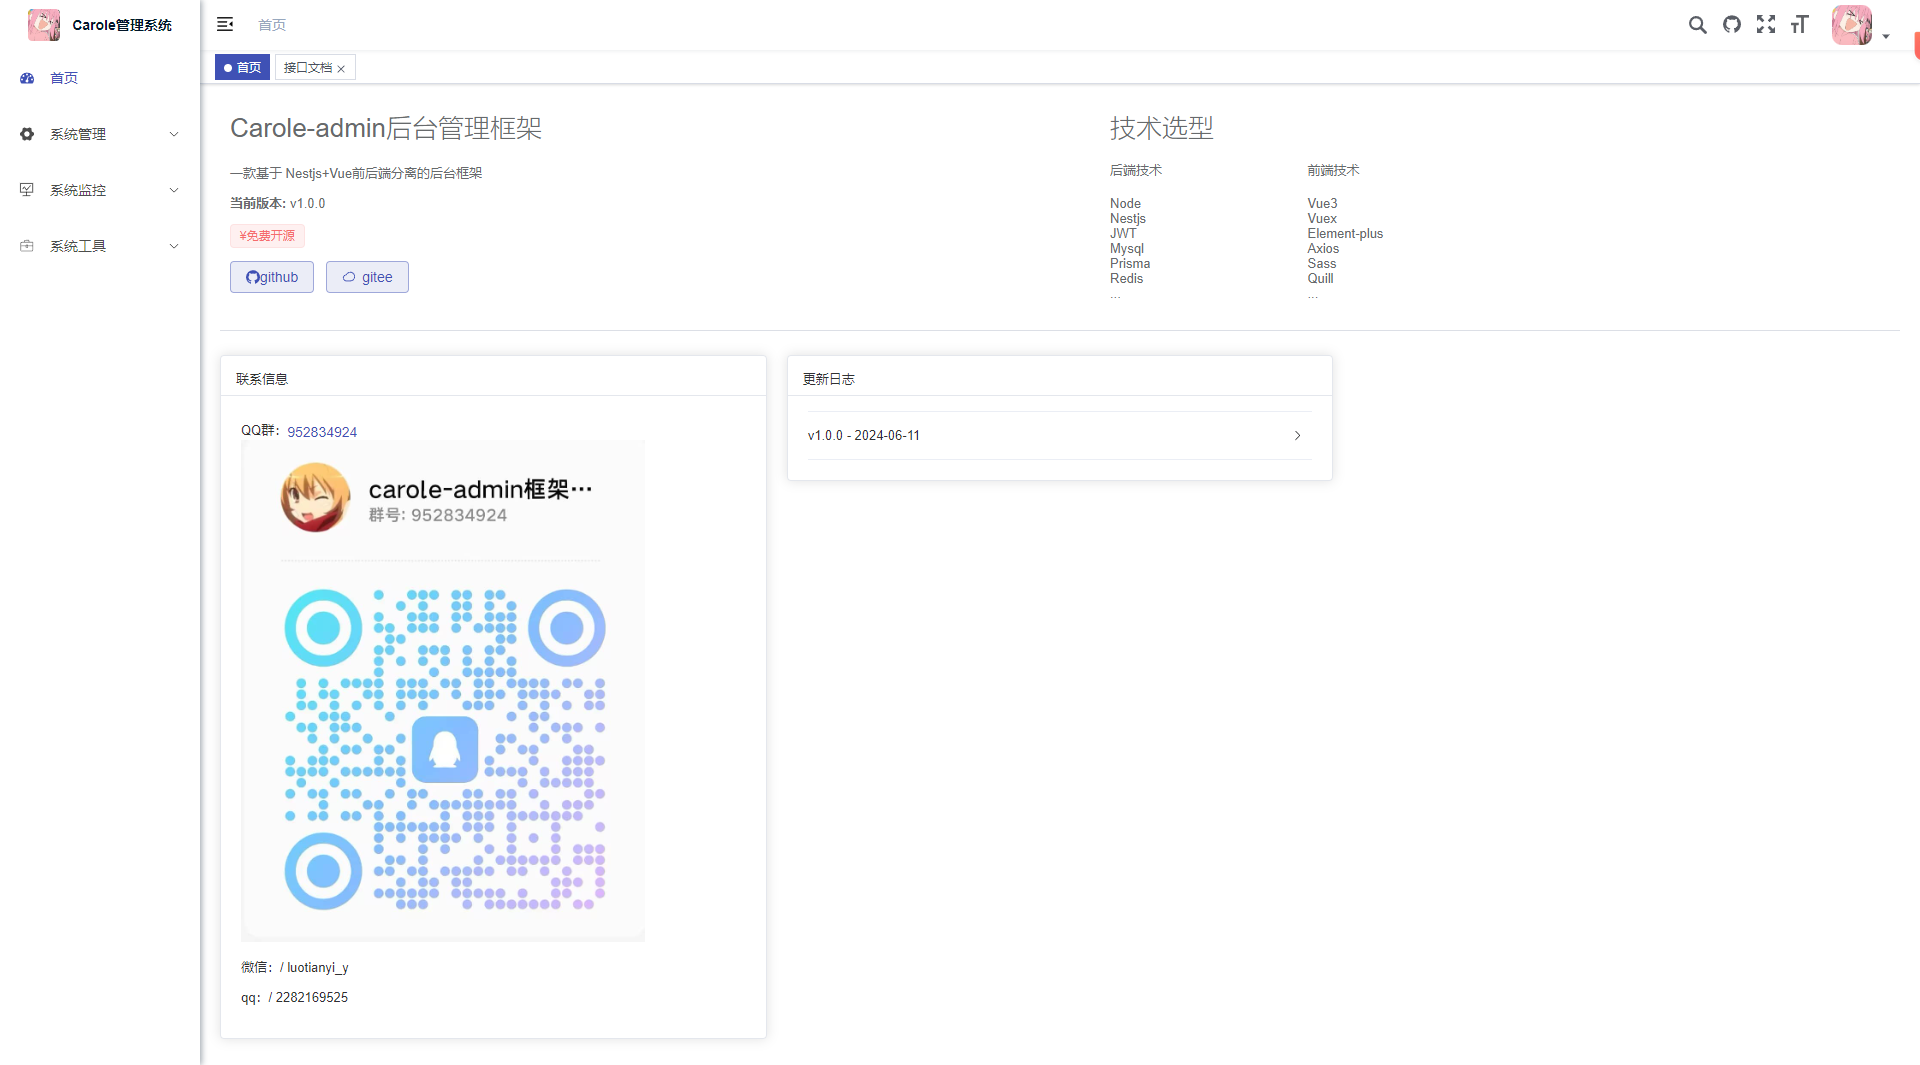 Carole管理系统
首页
首页
系统管理
系统监控
系统工具
首页
接口文档
Carole-admin后台管理框架
一款基于 Nestjs+Vue前后端分离的后台框架
当前版本: v1.0.0
¥免费开源
github
gitee
技术选型
后端技术
Node
Nestjs
JWT
Mysql
Prisma
Redis
...
前端技术
Vue3
Vuex
Element-plus
Axios
Sass
Quill
...
联系信息
QQ群：952834924
carole-admin框架···
群号: 952834924
微信：/ luotianyi_y
qq：/ 2282169525
更新日志
v1.0.0 - 2024-06-11